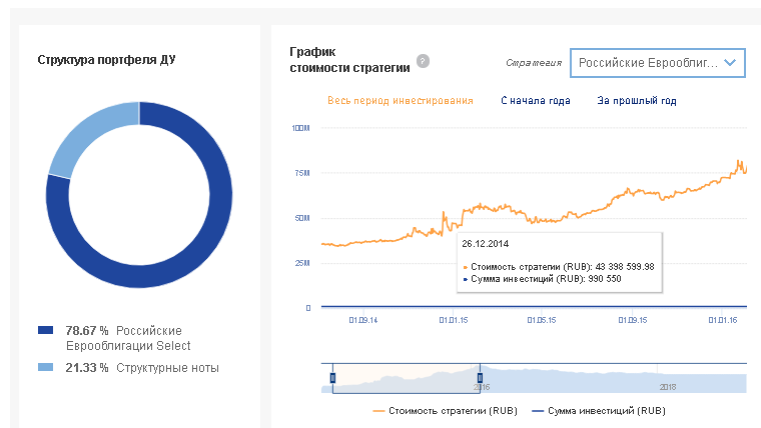 Структура портфеля ДУ
78.67 % Российские
Еврооблигации Select
21.33 % Структурные ноты
График
стоимости стратегии ?
Стратегия
Российские Еврооблиг...
Весь период инвестирования
С начала года
За прошлый год
100M
75M
50M
25M
0
26.12.2014
Стоимость стратегии (RUB): 43 398 599.98
Сумма инвестиций (RUB): 990 550
01.09.14
01.01.15
01.05.15
01.09.15
01.01.16
2016
2018
Стоимость стратегии (RUB)
Сумма инвестиций (RUB)